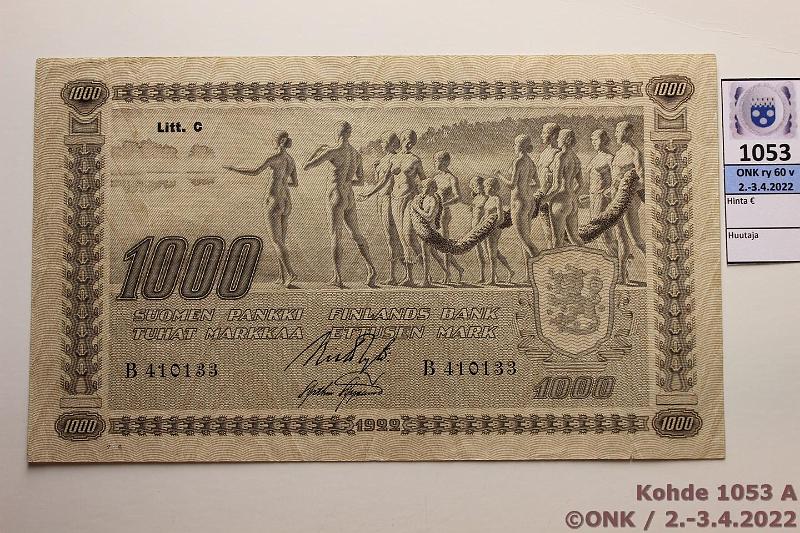 1000
1000
Litt. C
1000
SUOMEN PANKKI FINLANDS BANK
TUHAT MARKKAA ETTUSEN MARK
B 410133
B 410133
1000
1000
1922
1000
1053
ONK ry 60 v
2.-3.4.2022
Hinta €
Huutaja
Kohde 1053 A
©ONK / 2.-3.4.2022